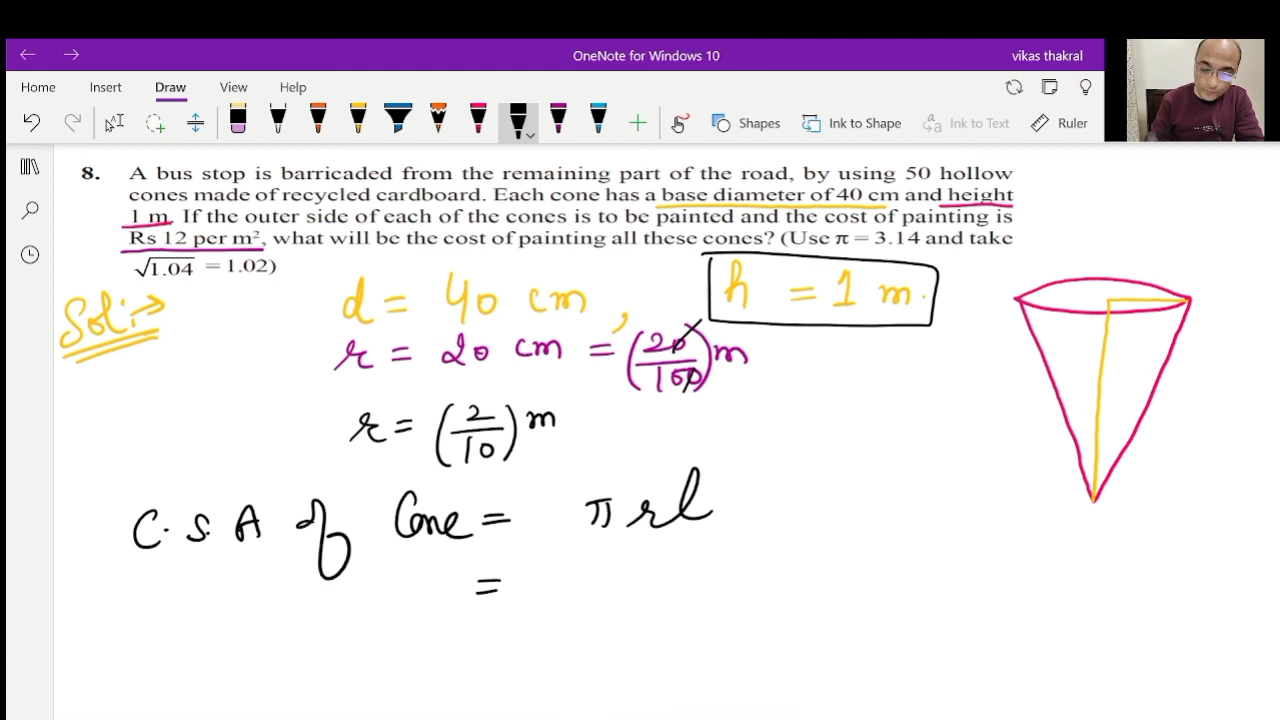 OneNote for Windows 10
vikas thakral
Home Insert Draw View Help
Shapes Ink to Shape Ink to Text Ruler
8. A bus stop is barricaded from the remaining part of the road, by using 50 hollow
cones made of recycled cardboard. Each cone has a base diameter of 40 cm and height
1 m. If the outer side of each of the cones is to be painted and the cost of painting is
Rs 12 per m², what will be the cost of painting all these cones? (Use π = 3.14 and take
√1.04 = 1.02)
Sol:→ d = 40 cm, h = 1 m.
r = 20 cm = (20/100) m
r = (2/10) m
C.S.A of Cone = πrl
=